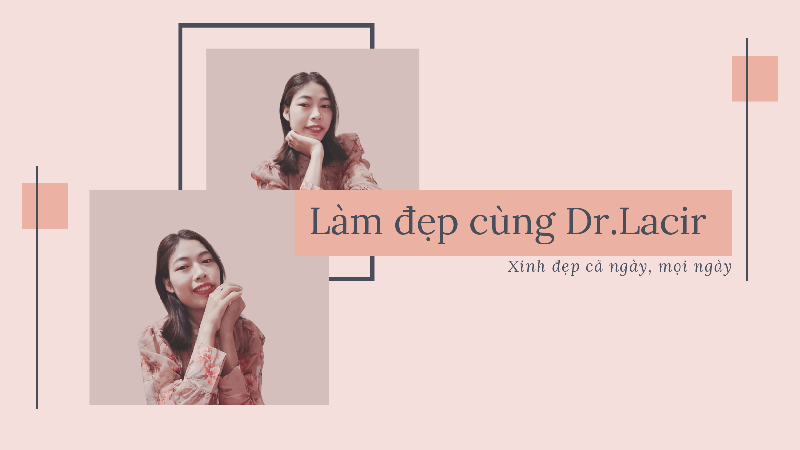 Làm đẹp cùng Dr.Lacir
Xinh đẹp cả ngày, mọi ngày